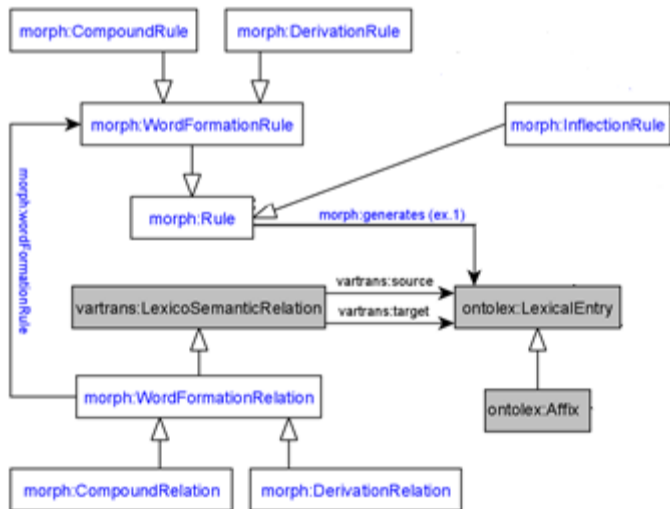 morph:CompoundRule
morph:DerivationRule
morph:WordFormationRule
morph:InflectionRule
morph:Rule
morph:generates (ex.1)
morph:wordFormationRule
vartrans:source
vartrans:LexicoSemanticRelation
ontolex:LexicalEntry
vartrans:target
morph:WordFormationRelation
ontolex:Affix
morph:CompoundRelation
morph:DerivationRelation